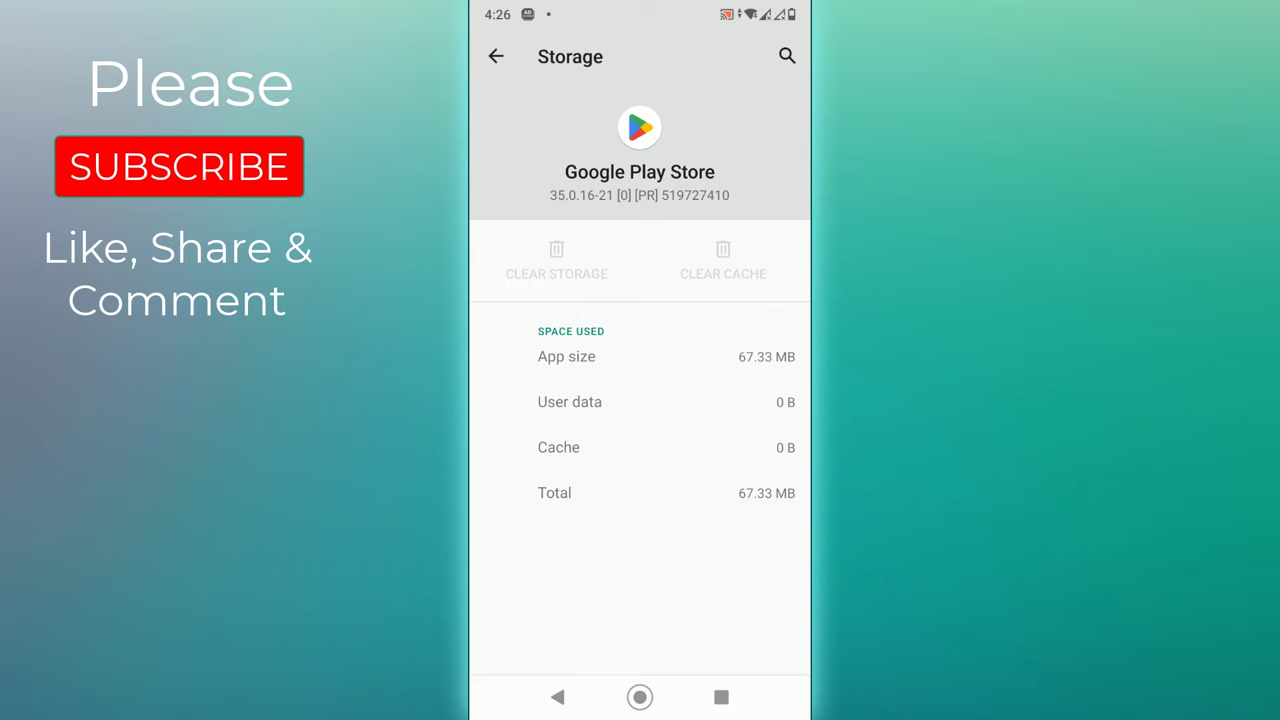 Please
SUBSCRIBE
Like, Share &
Comment
4:26
Storage
Google Play Store
35.0.16-21 [0] [PR] 519727410
CLEAR STORAGE
CLEAR CACHE
SPACE USED
App size 67.33 MB
User data 0 B
Cache 0 B
Total 67.33 MB